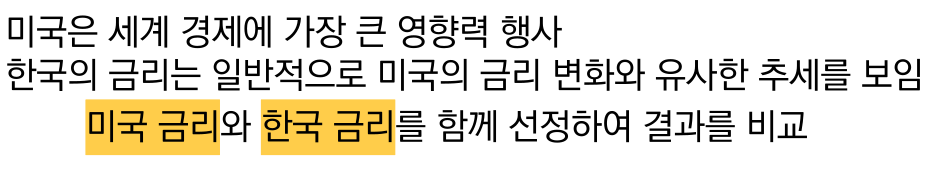 미국은 세계 경제에 가장 큰 영향력 행사
한국의 금리는 일반적으로 미국의 금리 변화와 유사한 추세를 보임
미국 금리와 한국 금리를 함께 선정하여 결과를 비교